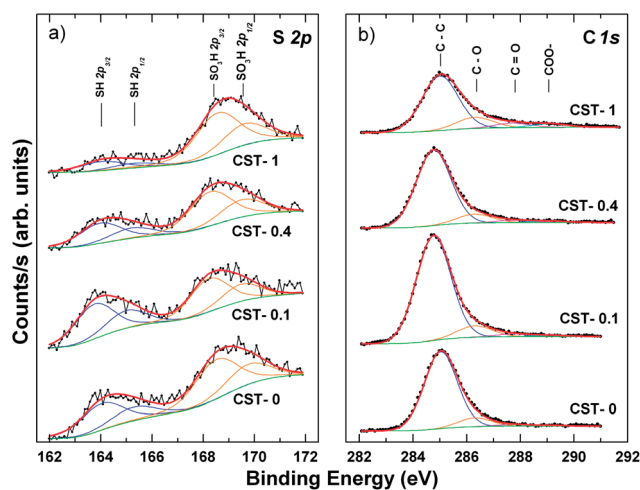 a)
S 2p
SH 2p3/2
SH 2p1/2
SO3H 2p3/2
SO3H 2p1/2
CST- 1
CST- 0.4
CST- 0.1
CST- 0
162 164 166 168 170 172
b)
C 1s
C - C
C - O
C = O
COO-
CST- 1
CST- 0.4
CST- 0.1
CST- 0
282 284 286 288 290 292
Counts/s (arb. units)
Binding Energy (eV)